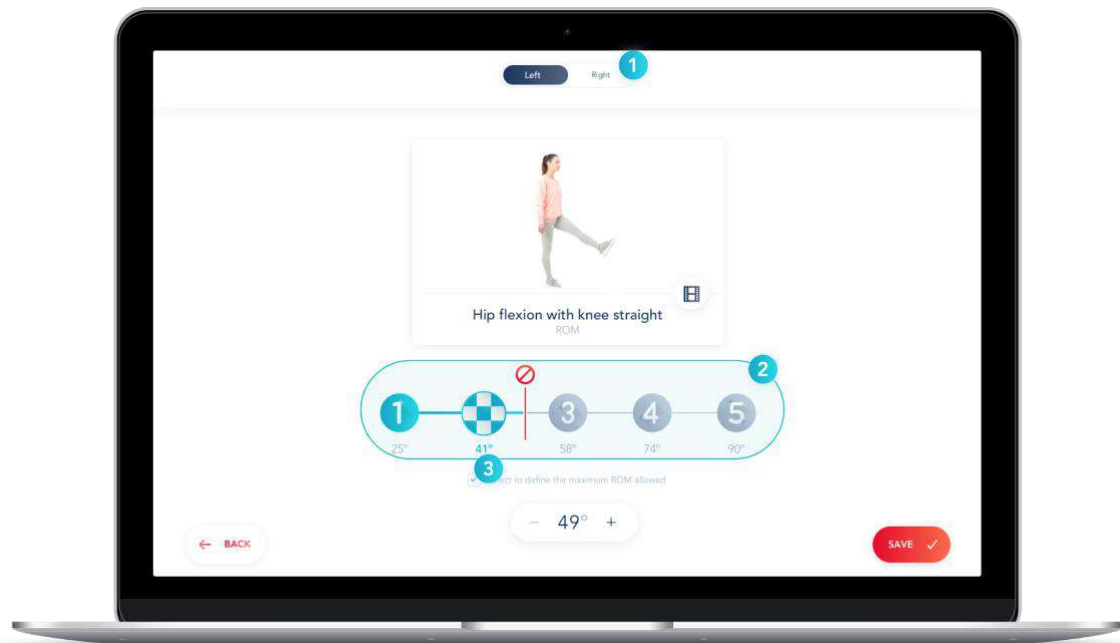 Left Right 1
Hip flexion with knee straight
ROM
2
1 3 4 5
25° 41° 58° 74° 90°
3
to define the maximum ROM allowed
− 49° +
← BACK
SAVE ✓